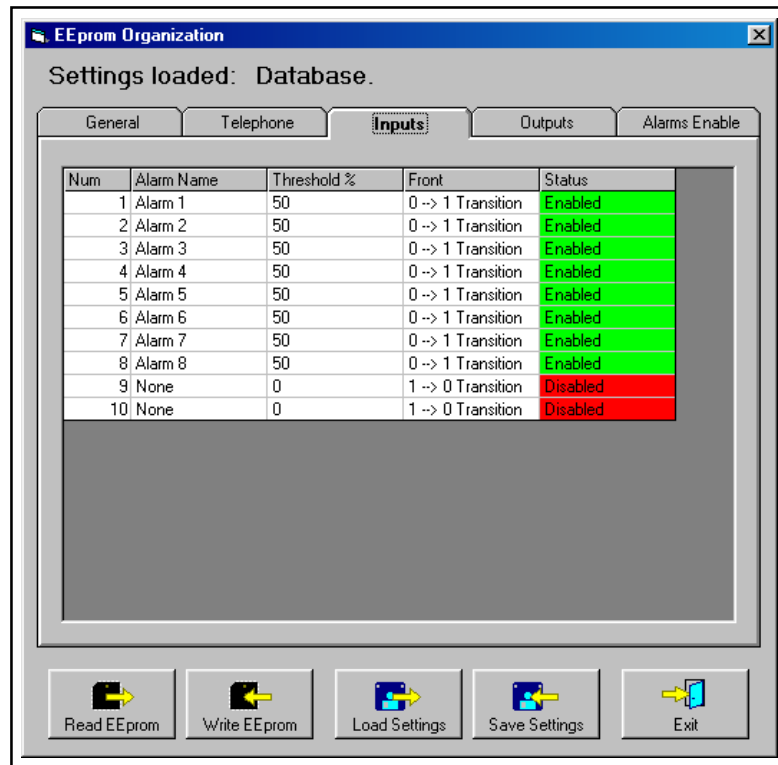 EEprom Organization
Settings loaded: Database.
General Telephone Inputs Outputs Alarms Enable
Num Alarm Name Threshold % Front Status
1 Alarm 1 50 0 --> 1 Transition Enabled
2 Alarm 2 50 0 --> 1 Transition Enabled
3 Alarm 3 50 0 --> 1 Transition Enabled
4 Alarm 4 50 0 --> 1 Transition Enabled
5 Alarm 5 50 0 --> 1 Transition Enabled
6 Alarm 6 50 0 --> 1 Transition Enabled
7 Alarm 7 50 0 --> 1 Transition Enabled
8 Alarm 8 50 0 --> 1 Transition Enabled
9 None 0 1 --> 0 Transition Disabled
10 None 0 1 --> 0 Transition Disabled
Read EEprom Write EEprom Load Settings Save Settings Exit